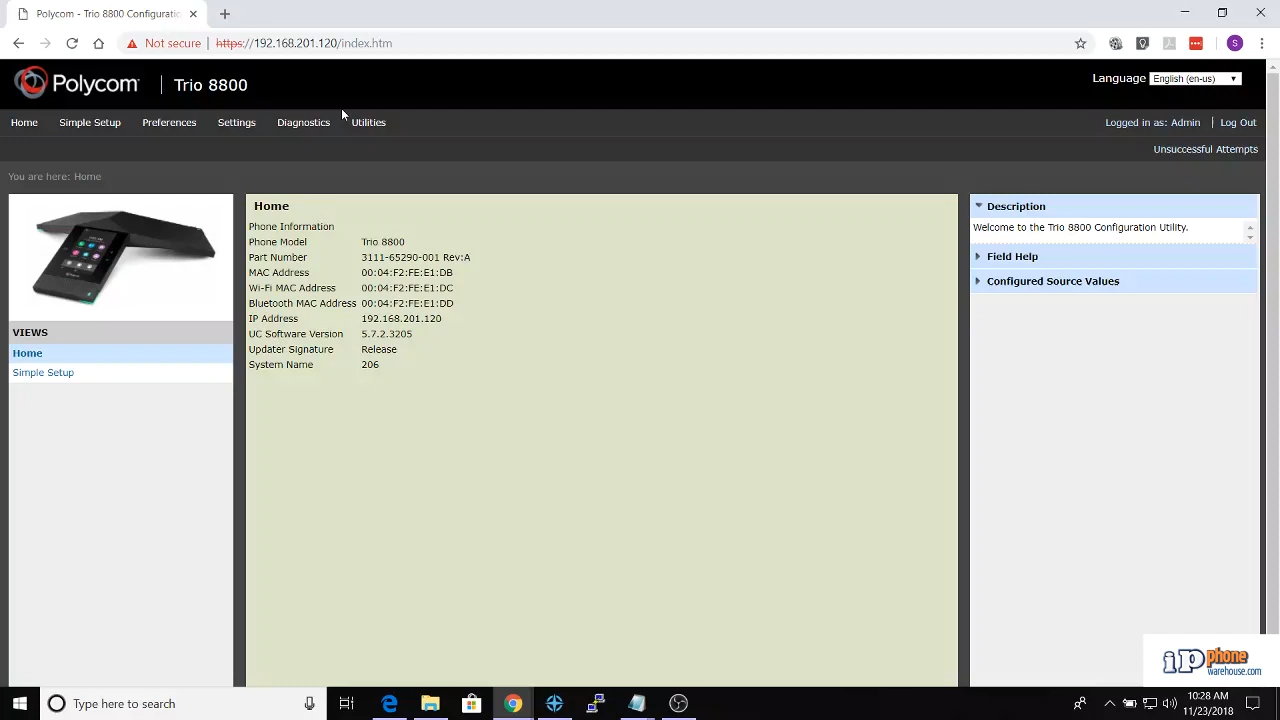 Polycom - Trio 8800 Configuratic
Not secure | https://192.168.201.120/index.htm
S
Polycom | Trio 8800
Language English (en-us)
Home Simple Setup Preferences Settings Diagnostics Utilities
Logged in as: Admin | Log Out
Unsuccessful Attempts
You are here: Home
VIEWS
Home
Simple Setup
Home
Phone Information
Phone Model Trio 8800
Part Number 3111-65290-001 Rev:A
MAC Address 00:04:F2:FE:E1:DB
Wi-Fi MAC Address 00:04:F2:FE:E1:DC
Bluetooth MAC Address 00:04:F2:FE:E1:DD
IP Address 192.168.201.120
UC Software Version 5.7.2.3205
Updater Signature Release
System Name 206
Description
Welcome to the Trio 8800 Configuration Utility.
Field Help
Configured Source Values
iP phone
warehouse.com
Type here to search
10:28 AM
11/23/2018